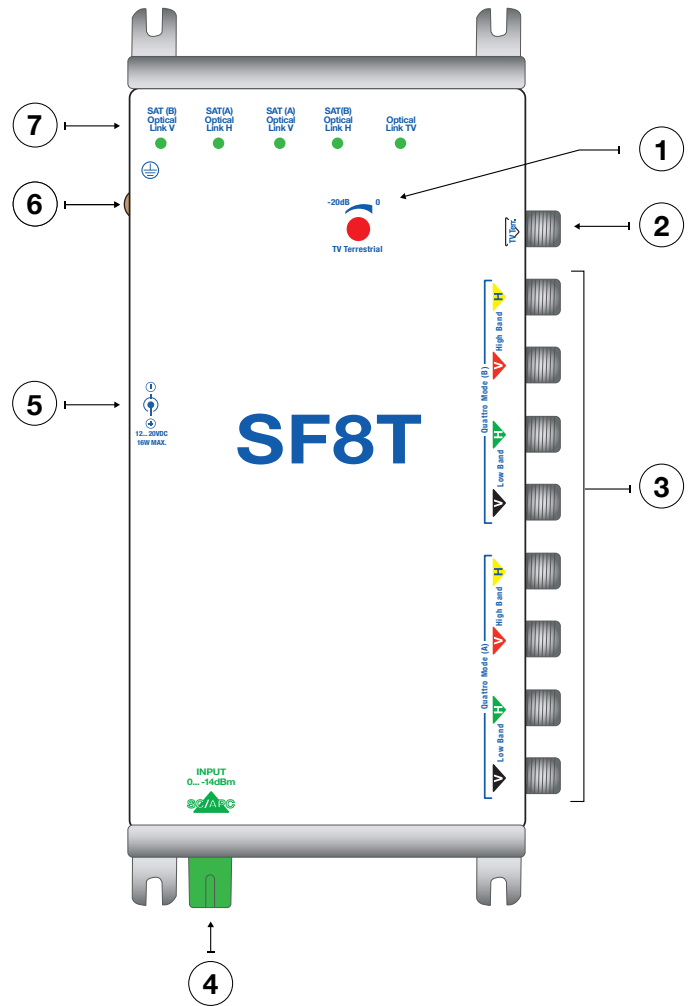 SAT (B)
Optical
Link V
SAT(A)
Optical
Link H
SAT (A)
Optical
Link V
SAT(B)
Optical
Link H
Optical
Link TV
7
1
-20dB 0
TV Terrestrial
6
2
TV Terr.
H
High Band
V
Quattro Mode (B)
H
Low Band
V
3
5
12... 20VDC
16W MAX.
SF8T
H
High Band
V
Quattro Mode (A)
H
Low Band
V
INPUT
0... -14dBm
SC/APC
4